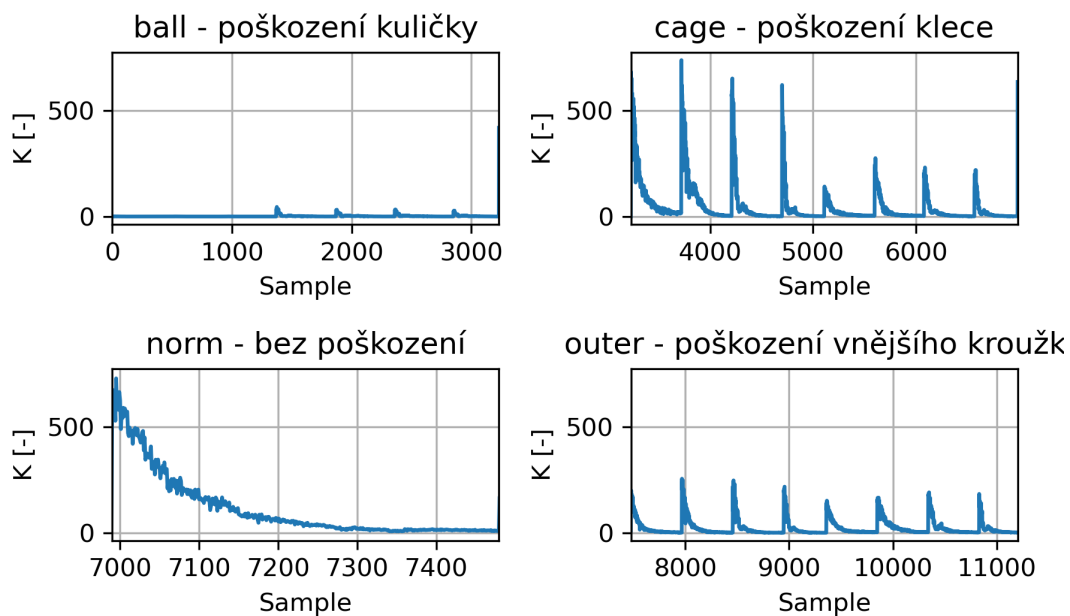 ball - poškození kuličky
K [-]
500
0
0 1000 2000 3000
Sample
cage - poškození klece
K [-]
500
0
4000 5000 6000
Sample
norm - bez poškození
K [-]
500
0
7000 7100 7200 7300 7400
Sample
outer - poškození vnějšího kroužk
K [-]
500
0
8000 9000 10000 11000
Sample